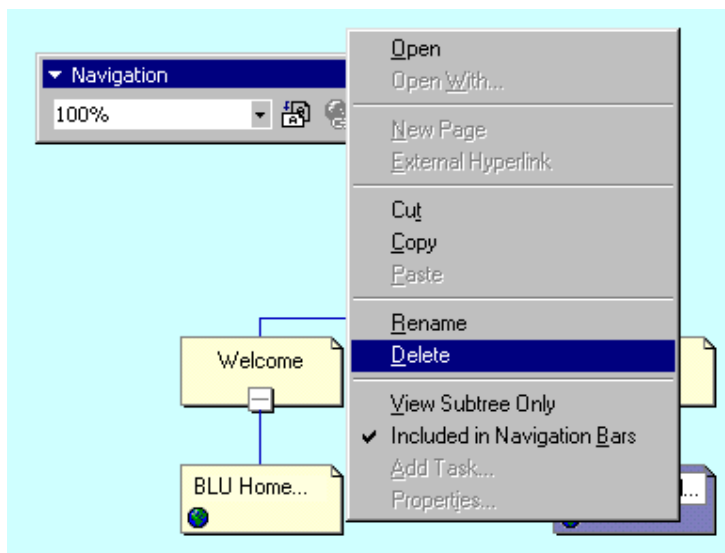 Navigation
100%
Open
Open With...
New Page
External Hyperlink
Cut
Copy
Paste
Rename
Delete
View Subtree Only
Included in Navigation Bars
Add Task...
Properties...
Welcome
BLU Home...